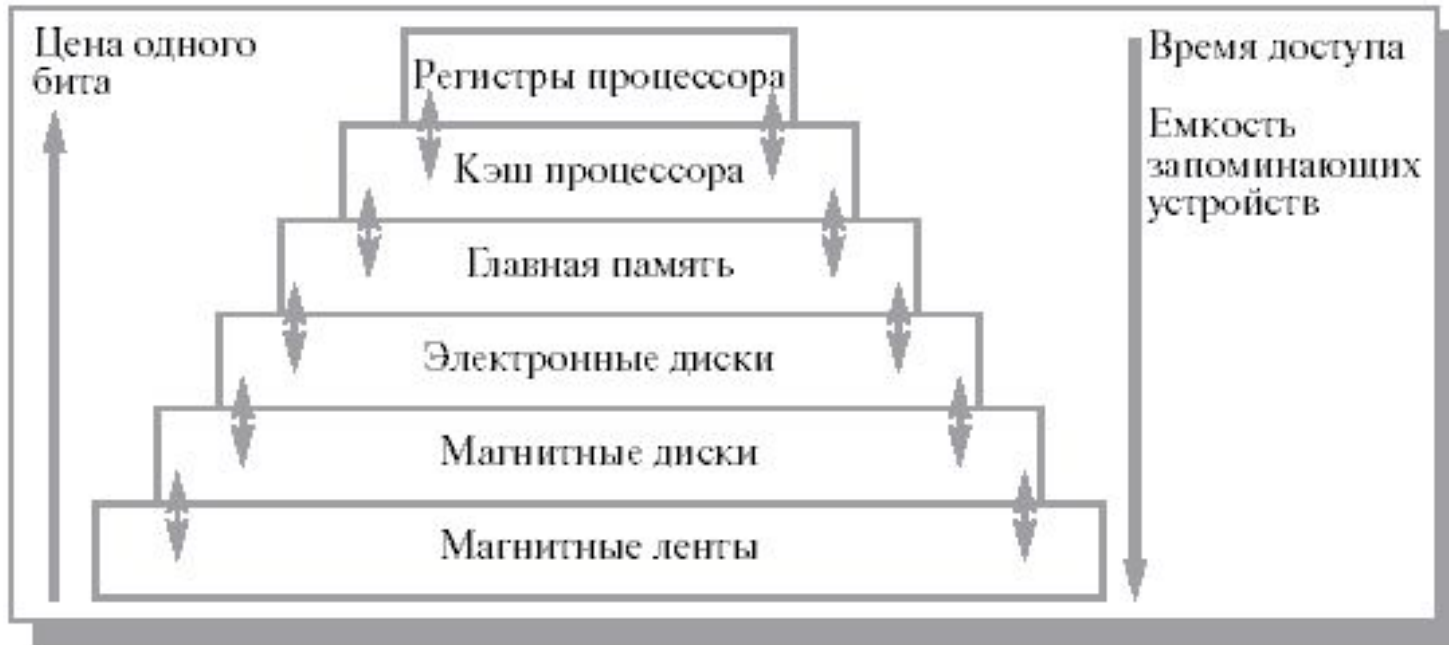 Цена одного
бита
Регистры процессора
Кэш процессора
Главная память
Электронные диски
Магнитные диски
Магнитные ленты
Время доступа
Емкость
запоминающих
устройств